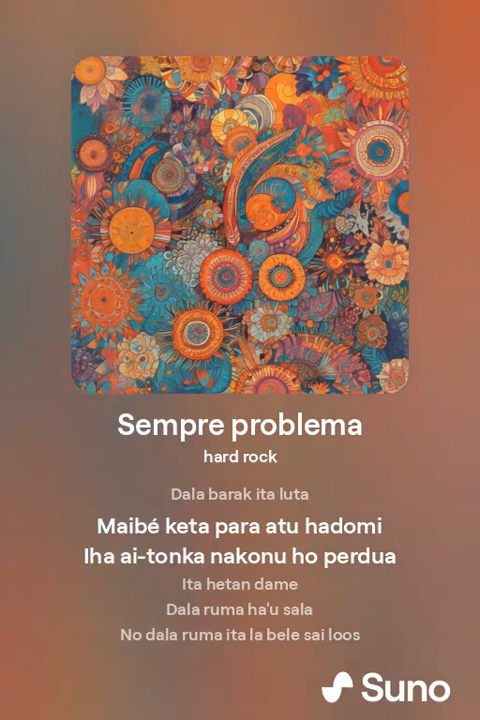 Sempre problema
hard rock
Dala barak ita luta
Maibé keta para atu hadomi
Iha ai-tonka nakonu ho perdua
Ita hetan dame
Dala ruma ha'u sala
No dala ruma ita la bele sai loos
Suno